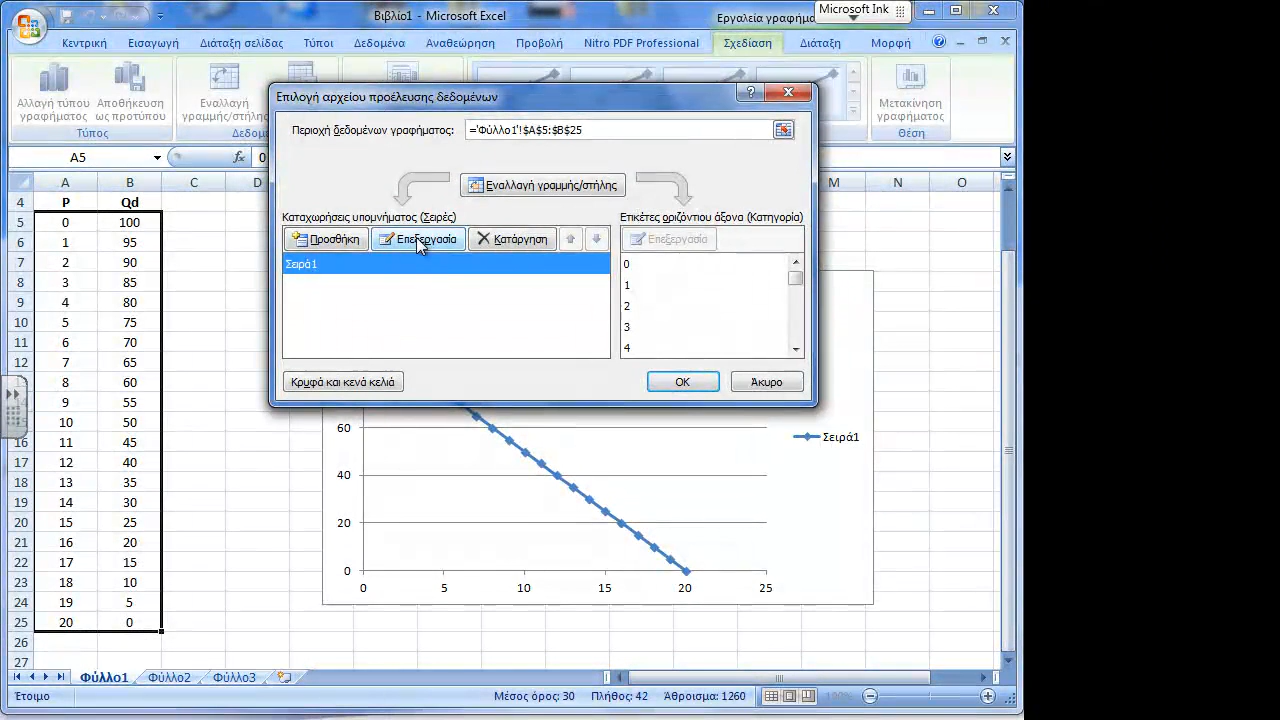 Βιβλίο1 - Microsoft Excel
Εργαλεία γραφήμα
Microsoft Ink
Κεντρική Εισαγωγή Διάταξη σελίδας Τύποι Δεδομένα Αναθεώρηση Προβολή Nitro PDF Professional Σχεδίαση Διάταξη Μορφή
Αλλαγή τύπου γραφήματος
Αποθήκευση ως πρότυπου
Τύπος
Εναλλαγή γραμμής/στήλης
Μετακίνηση γραφήματος
Θέση
Επιλογή αρχείου προέλευσης δεδομένων
Περιοχή δεδομένων γραφήματος: ='Φύλλο1'!$A$5:$B$25
Εναλλαγή γραμμής/στήλης
Καταχωρήσεις υπομνήματος (Σειρές)
Προσθήκη Επεξεργασία Κατάργηση
Σειρά1
Ετικέτες οριζόντιου άξονα (Κατηγορία)
Επεξεργασία
0
1
2
3
4
Κρυφά και κενά κελιά
OK Άκυρο
A5 fx 0
A B C D M N O
4 P Qd
5 0 100
6 1 95
7 2 90
8 3 85
9 4 80
10 5 75
11 6 70
12 7 65
8 60
14 9 55
15 10 50
16 11 45
17 12 40
18 13 35
19 14 30
20 15 25
21 16 20
22 17 15
23 18 10
24 19 5
25 20 0
26
27
60
40
20
0
0 5 10 15 20 25
Σειρά1
Φύλλο1 Φύλλο2 Φύλλο3
Έτοιμο Μέσος όρος: 30 Πλήθος: 42 Άθροισμα: 1260 100%